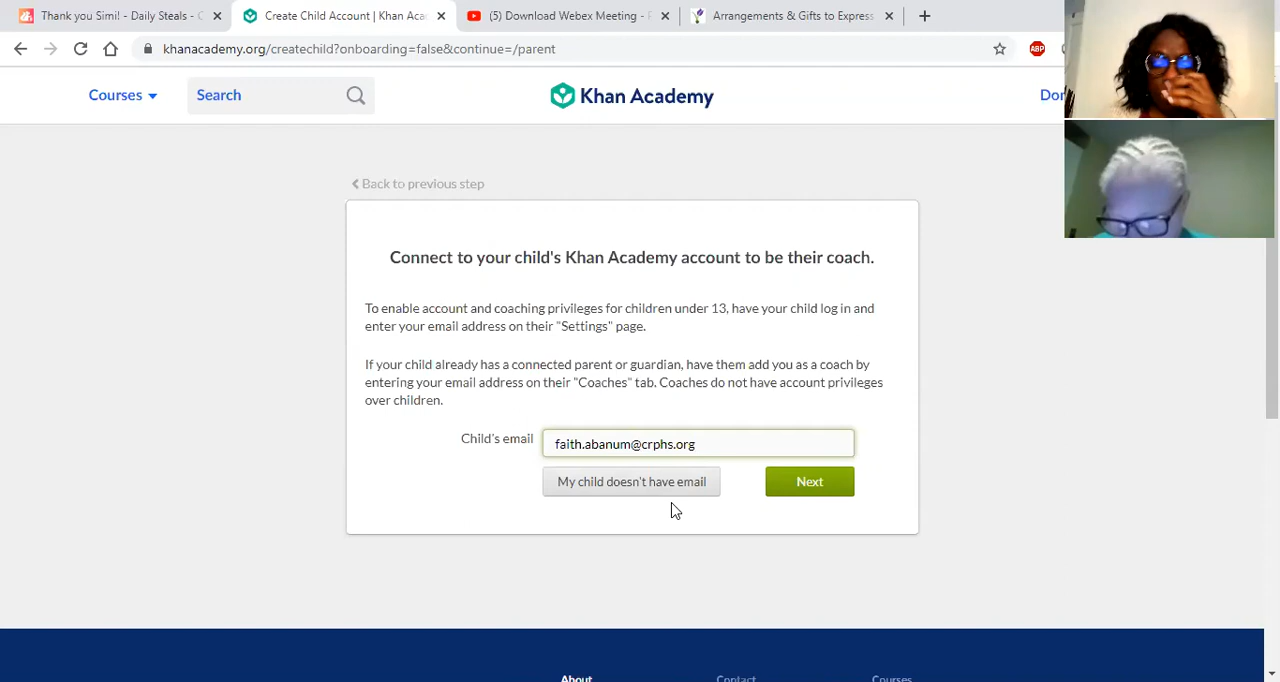 Thank you Simi! - Daily Steals - C
Create Child Account | Khan Aca
(5) Download Webex Meeting -
Arrangements & Gifts to Express
khanacademy.org/createchild?onboarding=false&continue=/parent
ABP
Courses
Search
Khan Academy
Back to previous step
Connect to your child's Khan Academy account to be their coach.
To enable account and coaching privileges for children under 13, have your child log in and
enter your email address on their "Settings" page.
If your child already has a connected parent or guardian, have them add you as a coach by
entering your email address on their "Coaches" tab. Coaches do not have account privileges
over children.
Child's email
faith.abanum@crphs.org
My child doesn't have email
Next
About
Contact
Courses